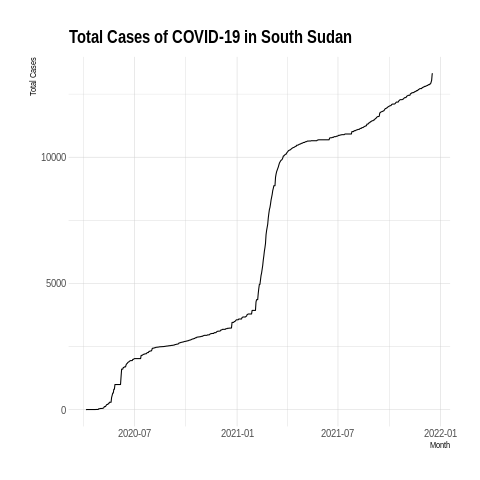 Total Cases of COVID-19 in South Sudan
Total Cases
10000
5000
0
2020-07 2021-01 2021-07 2022-01
Month